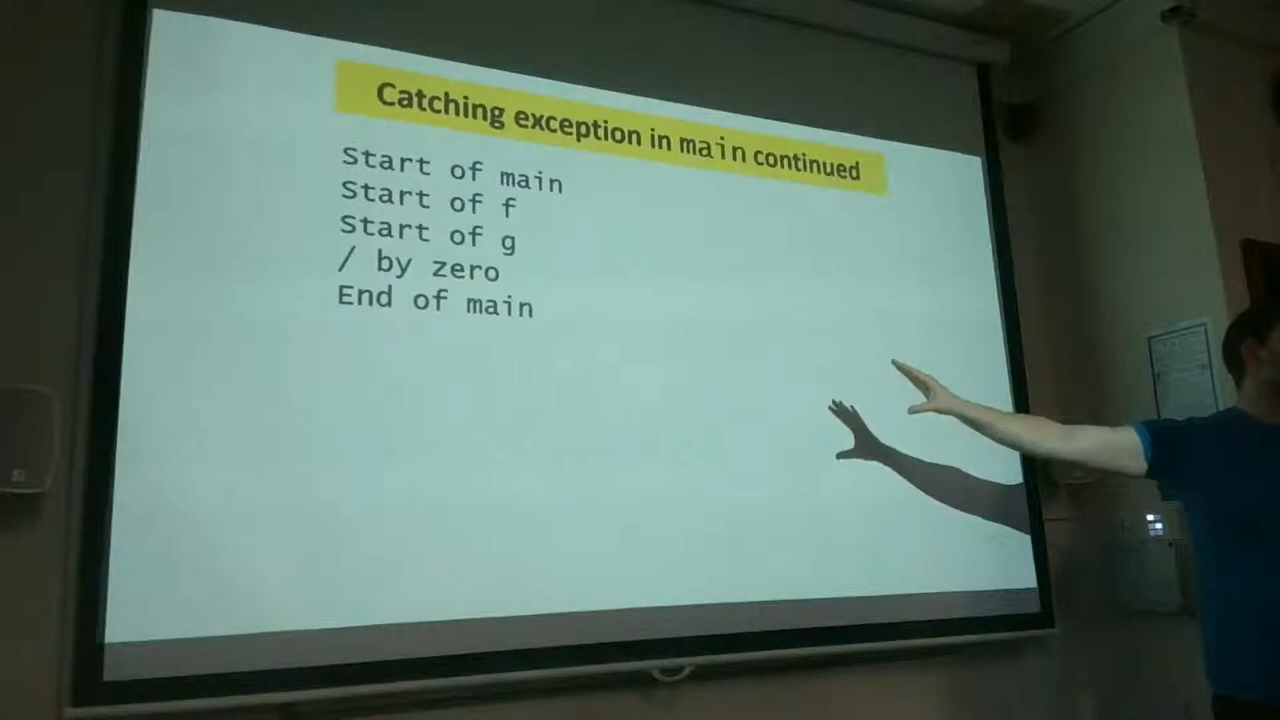 Catching exception in main continued
Start of main
Start of f
Start of g
/ by zero
End of main